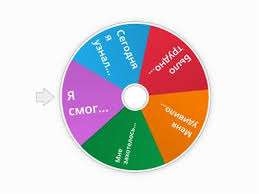 Сегодня
я
узнал...
Было
трудно...
Меня
удивило...
Мне
захотелось...
Я
смог...